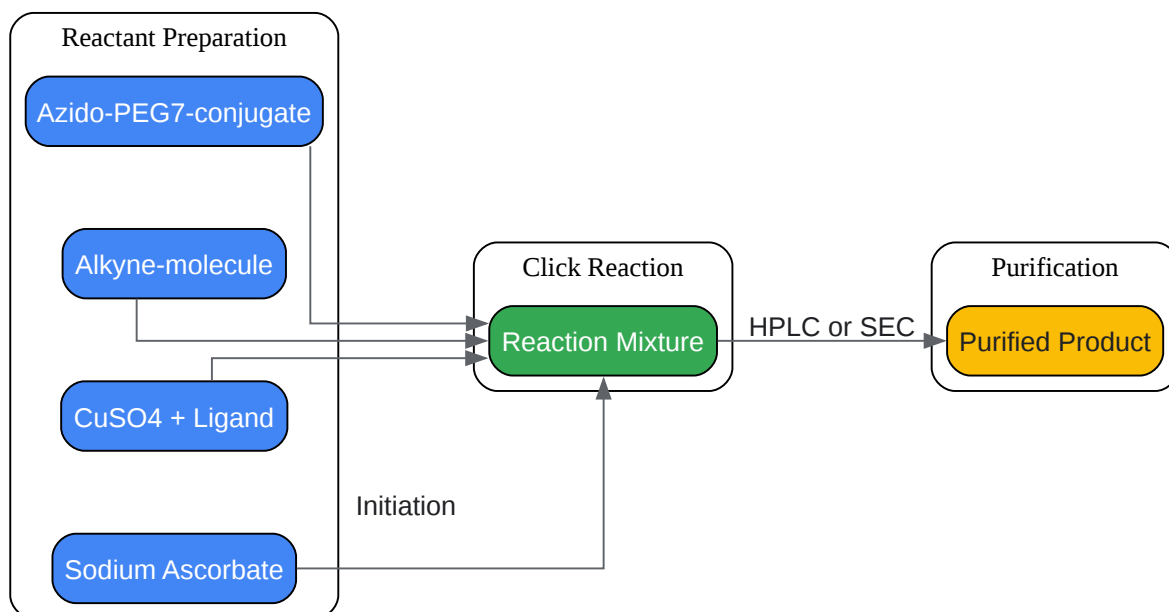 Reactant Preparation
Azido-PEG7-conjugate
Alkyne-molecule
CuSO4 + Ligand
Sodium Ascorbate
Initiation
Click Reaction
Reaction Mixture
HPLC or SEC
Purification
Purified Product